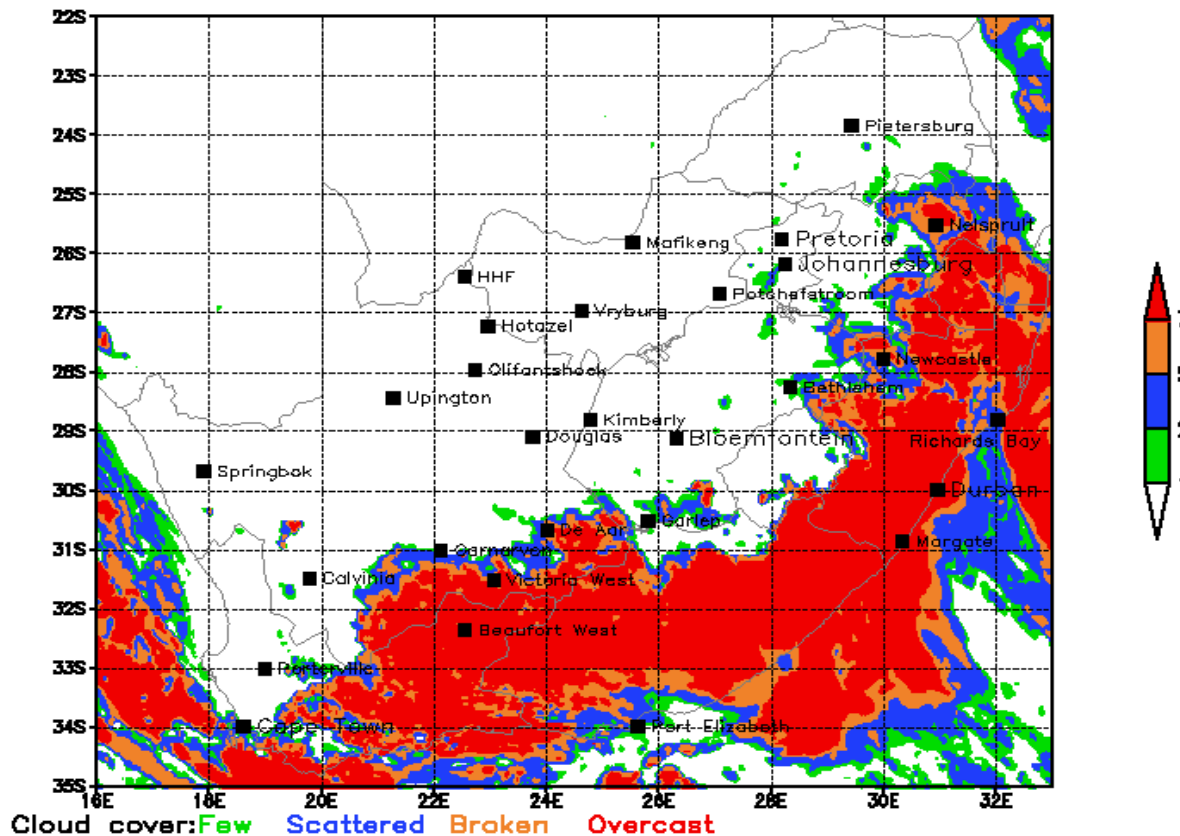 22S
23S
24S
25S
26S
27S
28S
29S
30S
31S
32S
33S
34S
35S
16E 18E 20E 22E 24E 26E 28E 30E 32E
Pietersburg
Nelspruit
Pretoria
Mafikeng
Johannesburg
HHF
Potchefstroom
Vryburg
Hotazel
Newcastle
Olifantshoek
Bethlehem
Upington
Kimberly
Douglas
Bloemfontein
Richards Bay
Springbok
Durban
Gariep
De Aar
Margate
Carnarvon
Calvinia
Victoria West
Beaufort West
Porterville
Cape Town
Port Elizabeth
Cloud cover:Few Scattered Broken Overcast